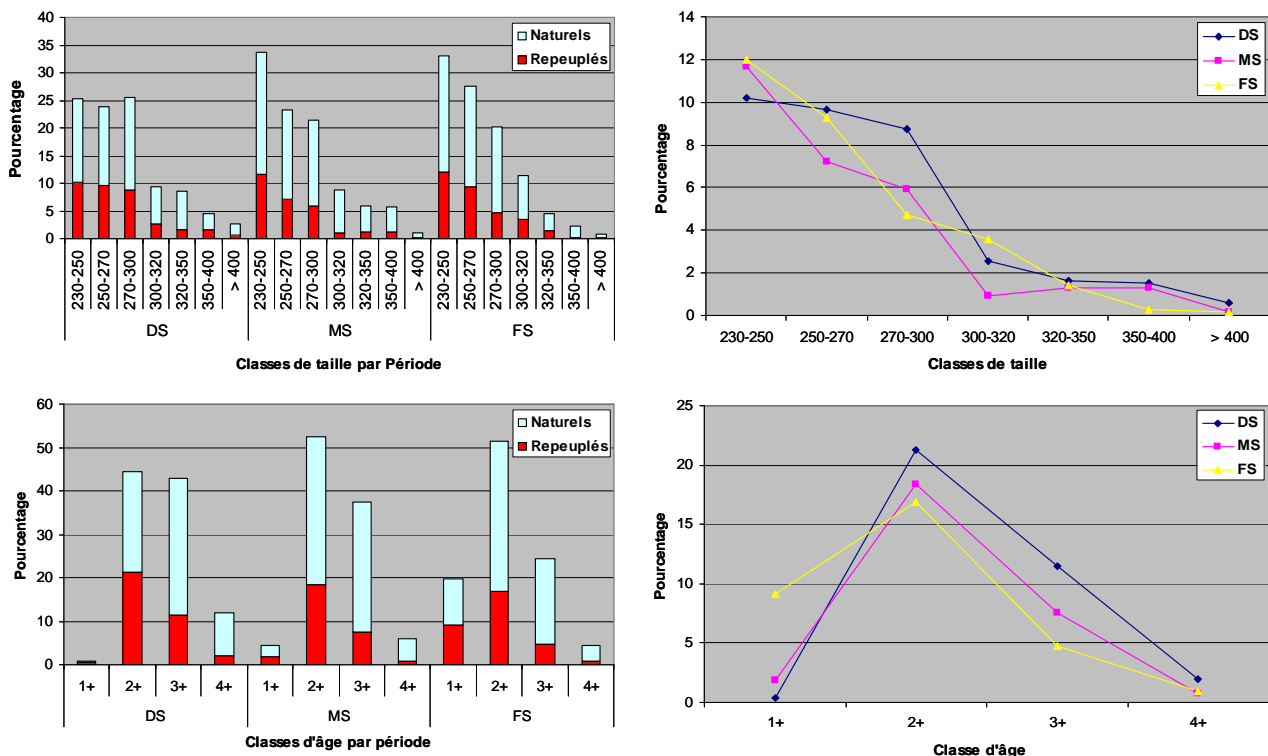 40
35
30
25
20
15
10
5
0
Pourcentage
Naturels
Repeuplés
230-250
250-270
270-300
300-320
320-350
350-400
> 400
230-250
250-270
270-300
300-320
320-350
350-400
> 400
230-250
250-270
270-300
300-320
320-350
350-400
> 400
DS MS FS
Classes de taille par Période
14
12
10
8
6
4
2
0
Pourcentage
DS
MS
FS
230-250 250-270 270-300 300-320 320-350 350-400 > 400
Classes de taille
60
50
40
30
20
10
0
Pourcentage
Naturels
Repeuplés
1+ 2+ 3+ 4+ 1+ 2+ 3+ 4+ 1+ 2+ 3+ 4+
DS MS FS
Classes d'âge par période
25
20
15
10
5
0
Pourcentage
DS
MS
FS
1+ 2+ 3+ 4+
Classe d'âge